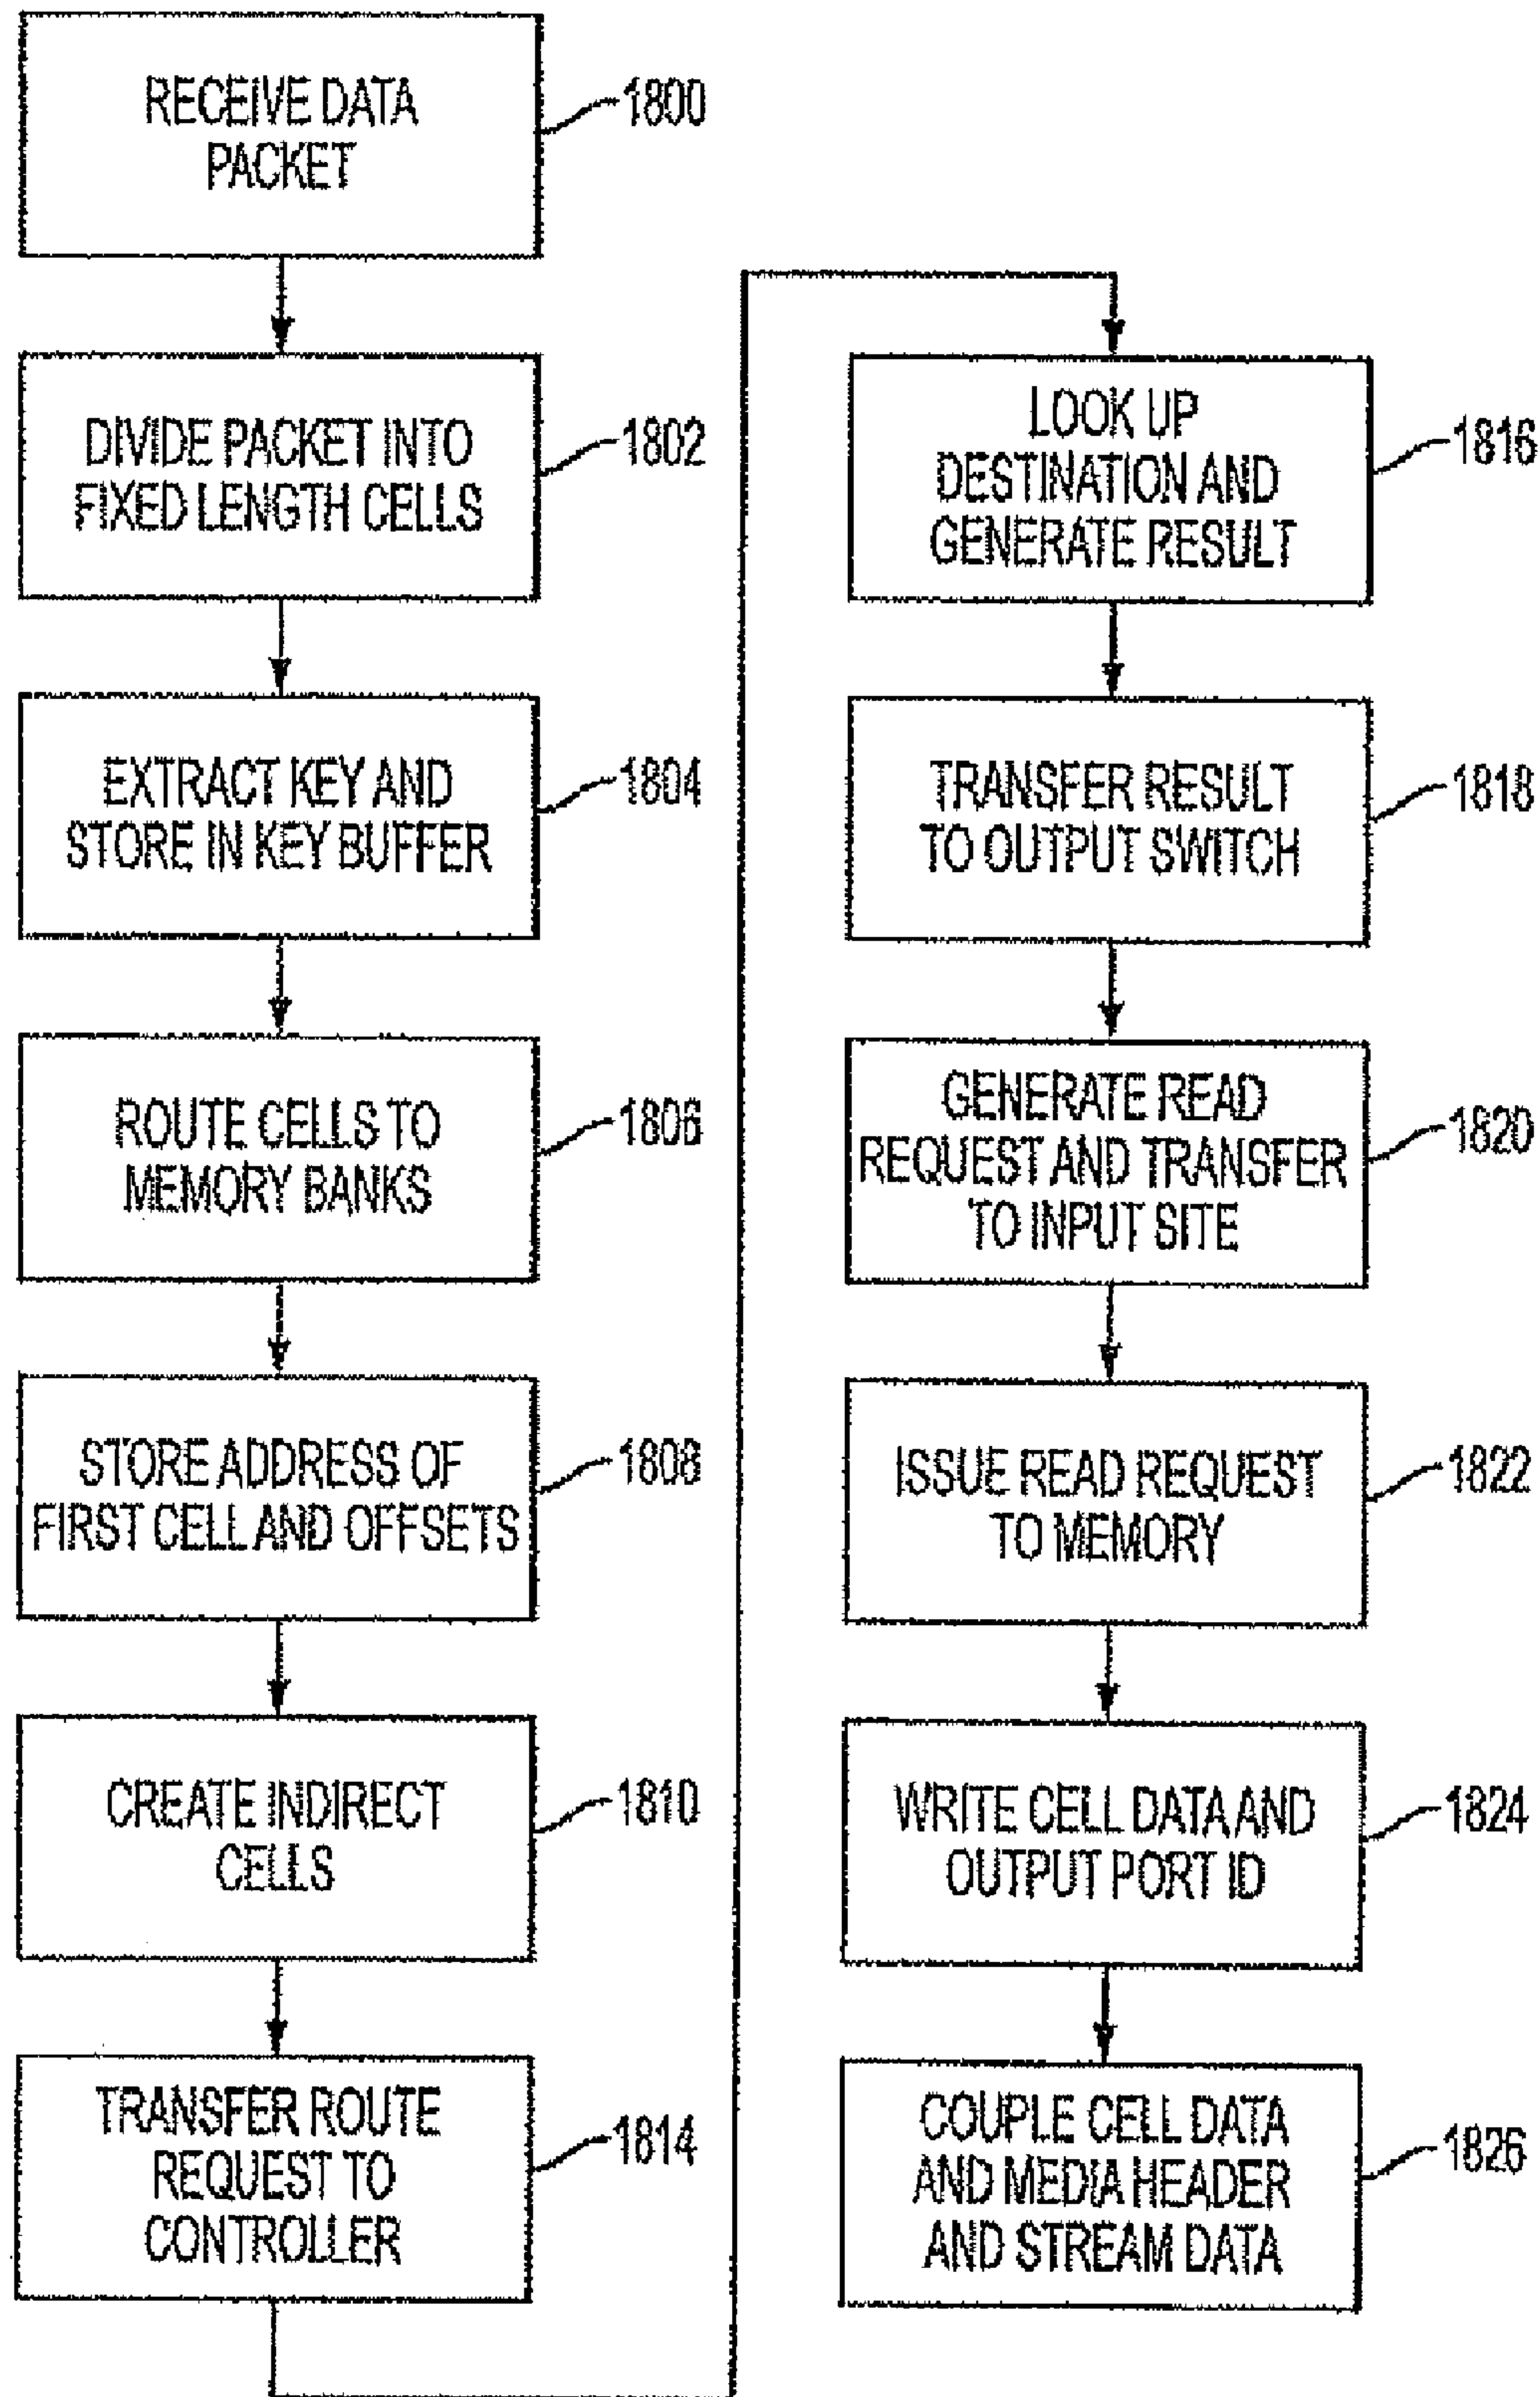 RECEIVE DATA
PACKET
1800
DIVIDE PACKET INTO
FIXED LENGTH CELLS
1802
EXTRACT KEY AND
STORE IN KEY BUFFER
1804
ROUTE CELLS TO
MEMORY BANKS
1806
STORE ADDRESS OF
FIRST CELL AND OFFSETS
1808
CREATE INDIRECT
CELLS
1810
TRANSFER ROUTE
REQUEST TO
CONTROLLER
1814
LOOK UP
DESTINATION AND
GENERATE RESULT
1816
TRANSFER RESULT
TO OUTPUT SWITCH
1818
GENERATE READ
REQUEST AND TRANSFER
TO INPUT SITE
1820
ISSUE READ REQUEST
TO MEMORY
1822
WRITE CELL DATA AND
OUTPUT PORT ID
1824
COUPLE CELL DATA
AND MEDIA HEADER
AND STREAM DATA
1826